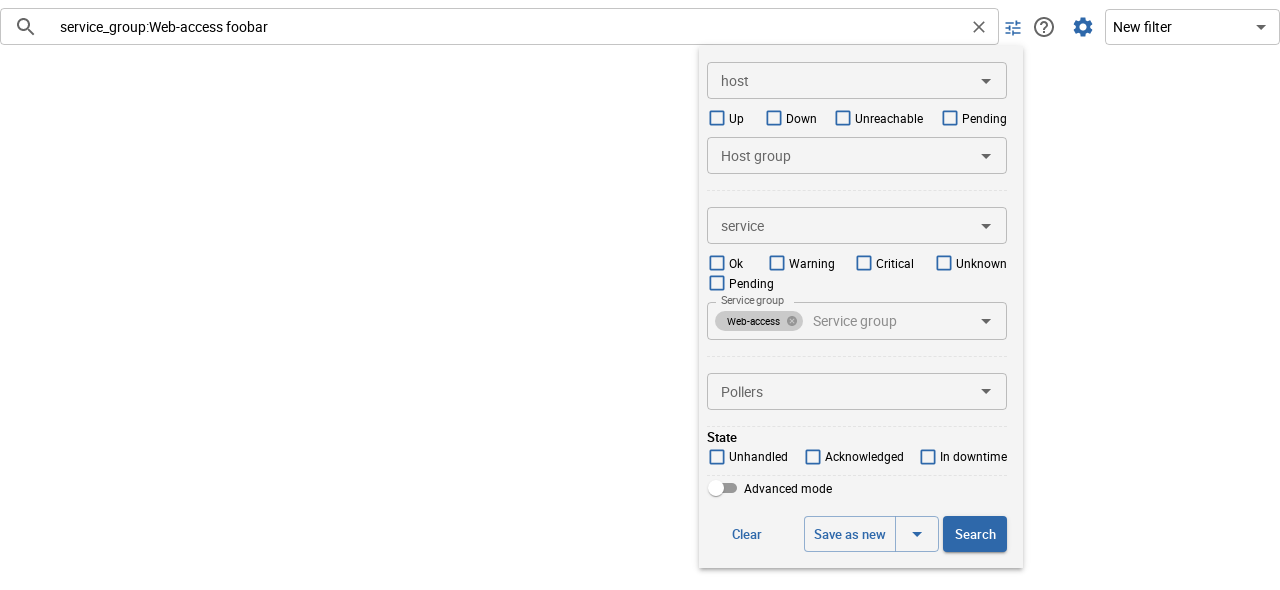 service_group:Web-access foobar
New filter
host
Up Down Unreachable Pending
Host group
service
Ok Warning Critical Unknown
Pending
Service group
Web-access Service group
Pollers
State
Unhandled Acknowledged In downtime
Advanced mode
Clear Save as new Search